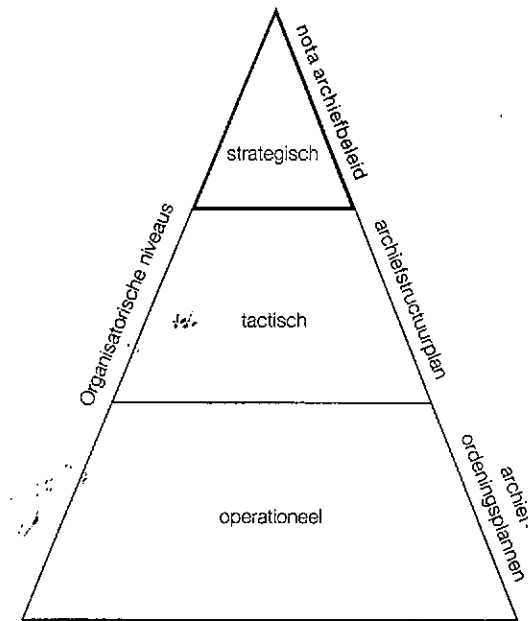 nota archiefbeleid
strategisch
Organisatorische niveaus
tactisch
archiefstructuurplan
operationeel
archief-
ordeningsplannen